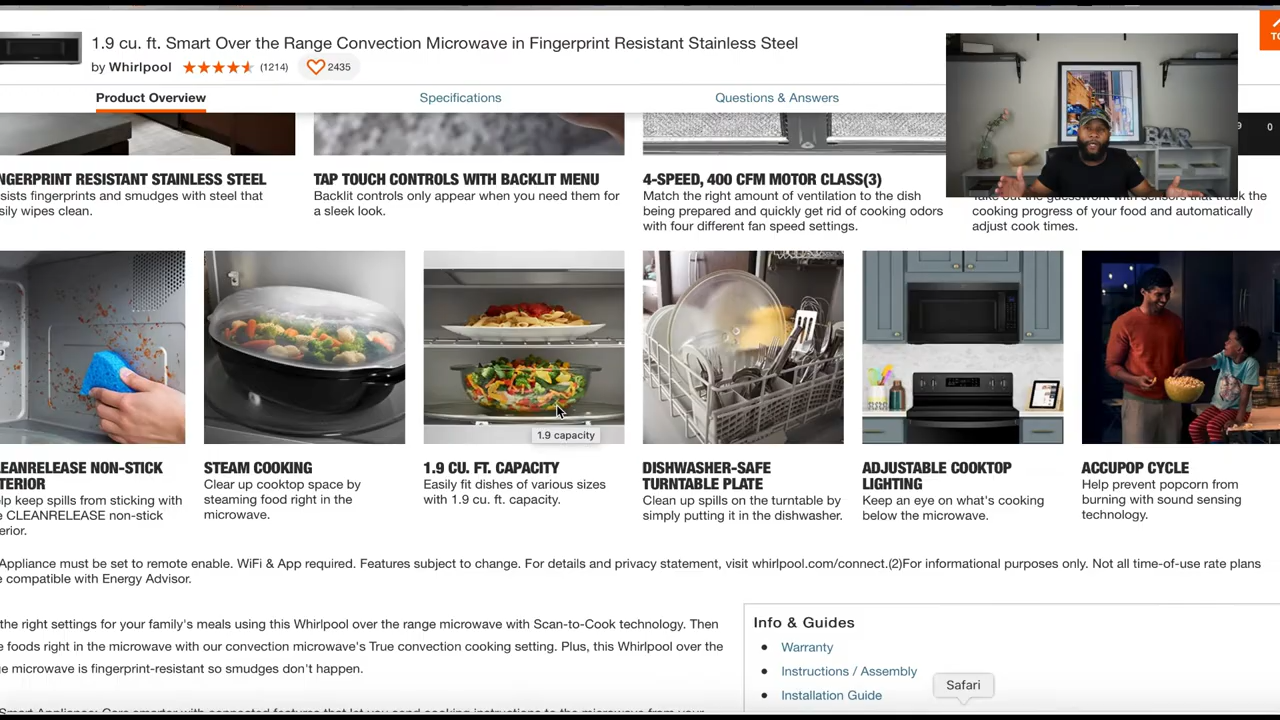 1.9 cu. ft. Smart Over the Range Convection Microwave in Fingerprint Resistant Stainless Steel
by Whirlpool (1214) 2435
Product Overview
Specifications
Questions & Answers
NGERPRINT RESISTANT STAINLESS STEEL
sists fingerprints and smudges with steel that
sily wipes clean.
TAP TOUCH CONTROLS WITH BACKLIT MENU
Backlit controls only appear when you need them for
a sleek look.
4-SPEED, 400 CFM MOTOR CLASS(3)
Match the right amount of ventilation to the dish
being prepared and quickly get rid of cooking odors
with four different fan speed settings.
Take out the guesswork with sensors that track the
cooking progress of your food and automatically
adjust cook times.
BAR
1.9 capacity
LEANRELEASE NON-STICK
TERIOR
lp keep spills from sticking with
e CLEANRELEASE non-stick
erior.
STEAM COOKING
Clear up cooktop space by
steaming food right in the
microwave.
1.9 CU. FT. CAPACITY
Easily fit dishes of various sizes
with 1.9 cu. ft. capacity.
DISHWASHER-SAFE
TURNTABLE PLATE
Clean up spills on the turntable by
simply putting it in the dishwasher.
ADJUSTABLE COOKTOP
LIGHTING
Keep an eye on what's cooking
below the microwave.
ACCUPOP CYCLE
Help prevent popcorn from
burning with sound sensing
technology.
Appliance must be set to remote enable. WiFi & App required. Features subject to change. For details and privacy statement, visit whirlpool.com/connect.(2)For informational purposes only. Not all time-of-use rate plans
e compatible with Energy Advisor.
the right settings for your family's meals using this Whirlpool over the range microwave with Scan-to-Cook technology. Then
e foods right in the microwave with our convection microwave's True convection cooking setting. Plus, this Whirlpool over the
ge microwave is fingerprint-resistant so smudges don't happen.
Info & Guides
Warranty
Instructions / Assembly
Installation Guide
Safari